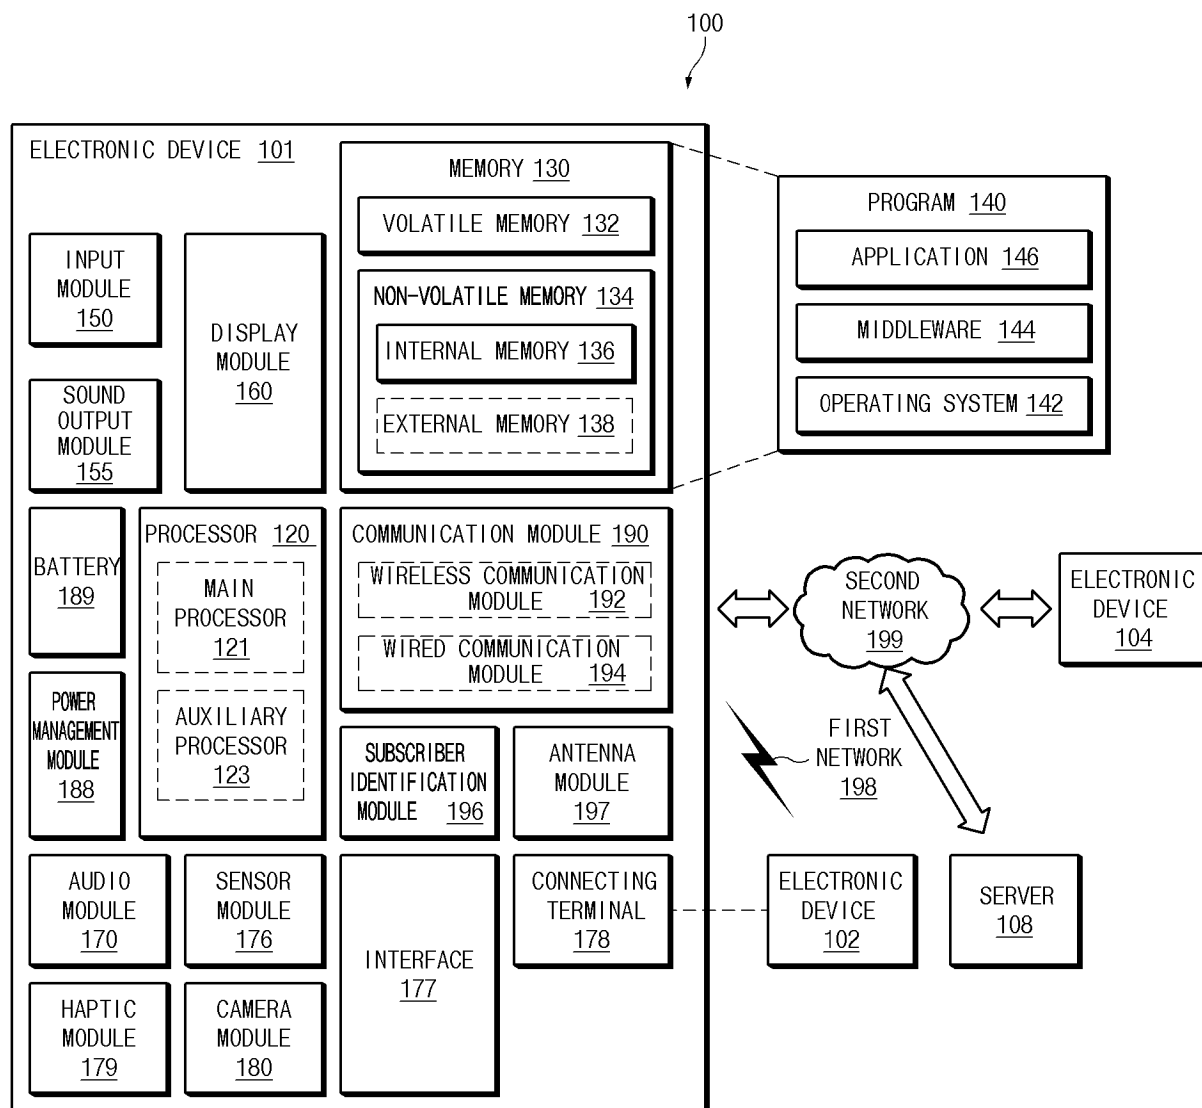 100
ELECTRONIC DEVICE 101
MEMORY 130
VOLATILE MEMORY 132
NON-VOLATILE MEMORY 134
INTERNAL MEMORY 136
EXTERNAL MEMORY 138
PROGRAM 140
APPLICATION 146
MIDDLEWARE 144
OPERATING SYSTEM 142
INPUT
MODULE
150
DISPLAY
MODULE
160
SOUND
OUTPUT
MODULE
155
BATTERY
189
PROCESSOR 120
MAIN
PROCESSOR
121
AUXILIARY
PROCESSOR
123
COMMUNICATION MODULE 190
WIRELESS COMMUNICATION
MODULE 192
WIRED COMMUNICATION
MODULE 194
SECOND
NETWORK
199
ELECTRONIC
DEVICE
104
POWER
MANAGEMENT
MODULE
188
SUBSCRIBER
IDENTIFICATION
MODULE 196
ANTENNA
MODULE
197
FIRST
NETWORK
198
AUDIO
MODULE
170
SENSOR
MODULE
176
INTERFACE
177
CONNECTING
TERMINAL
178
ELECTRONIC
DEVICE
102
SERVER
108
HAPTIC
MODULE
179
CAMERA
MODULE
180